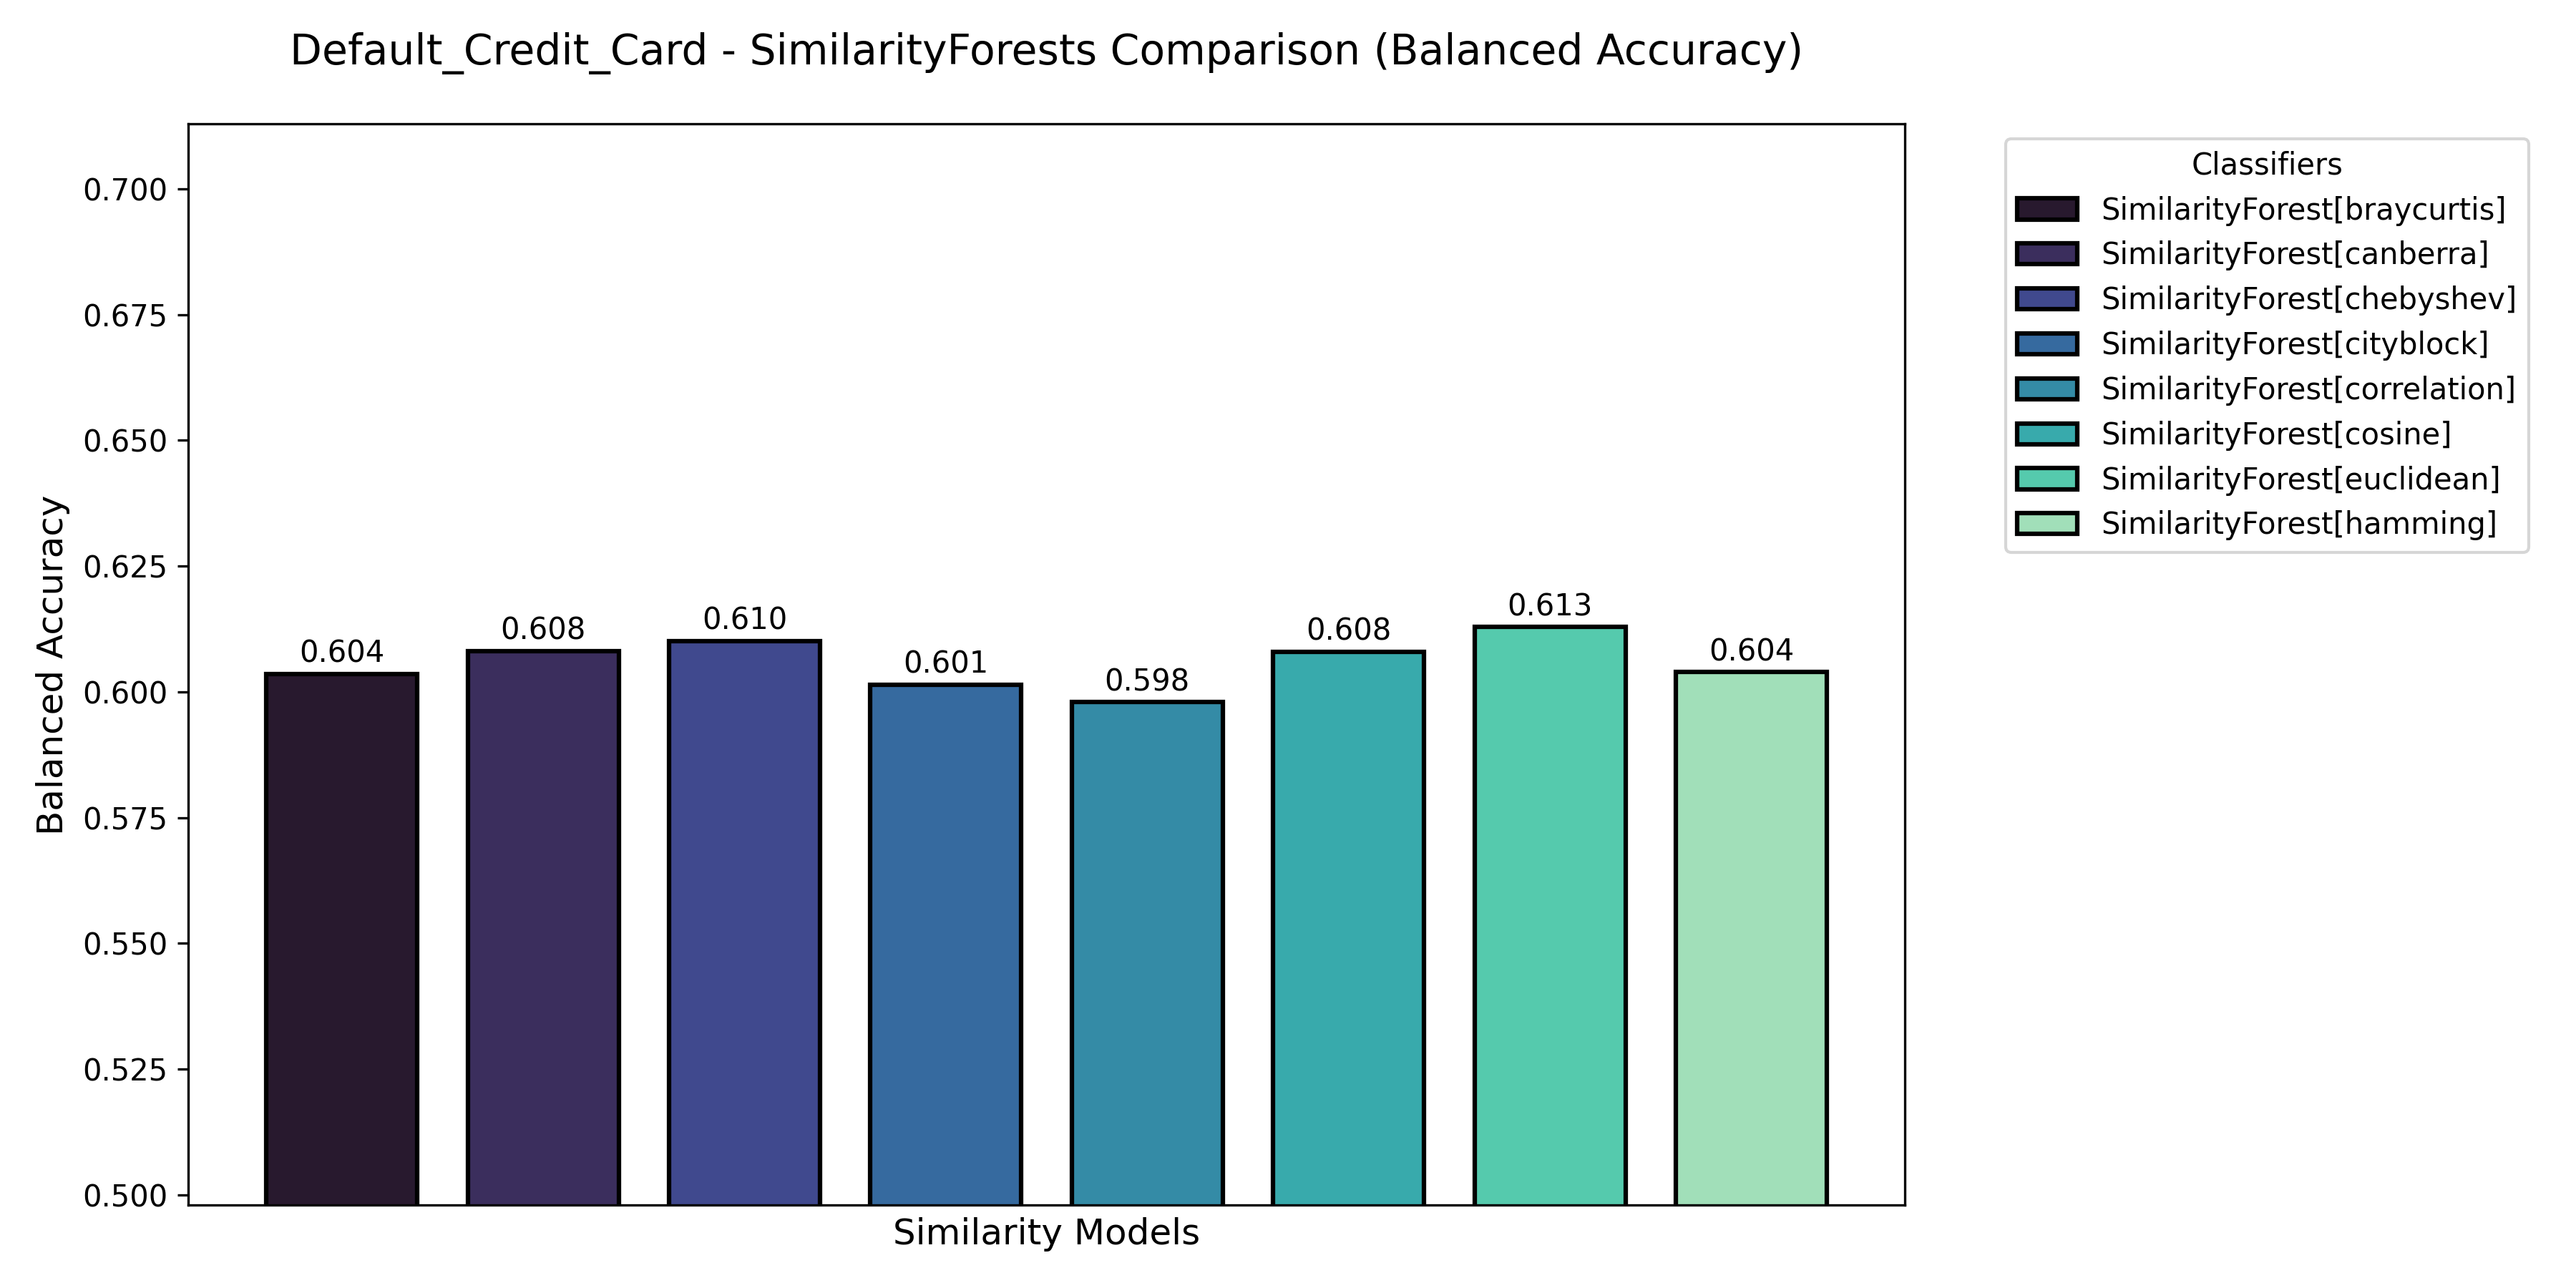 Default_Credit_Card - SimilarityForests Comparison (Balanced Accuracy)
Balanced Accuracy
0.700
0.675
0.650
0.625
0.600
0.575
0.550
0.525
0.500
0.604
0.608
0.610
0.601
0.598
0.608
0.613
0.604
Similarity Models
Classifiers
SimilarityForest[braycurtis]
SimilarityForest[canberra]
SimilarityForest[chebyshev]
SimilarityForest[cityblock]
SimilarityForest[correlation]
SimilarityForest[cosine]
SimilarityForest[euclidean]
SimilarityForest[hamming]